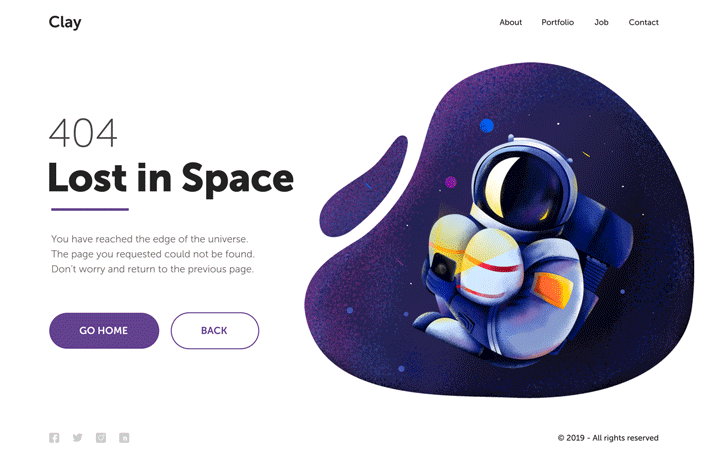 Clay
About Portfolio Job Contact
404
Lost in Space
You have reached the edge of the universe.
The page you requested could not be found.
Don't worry and return to the previous page.
GO HOME BACK
© 2019 - All rights reserved